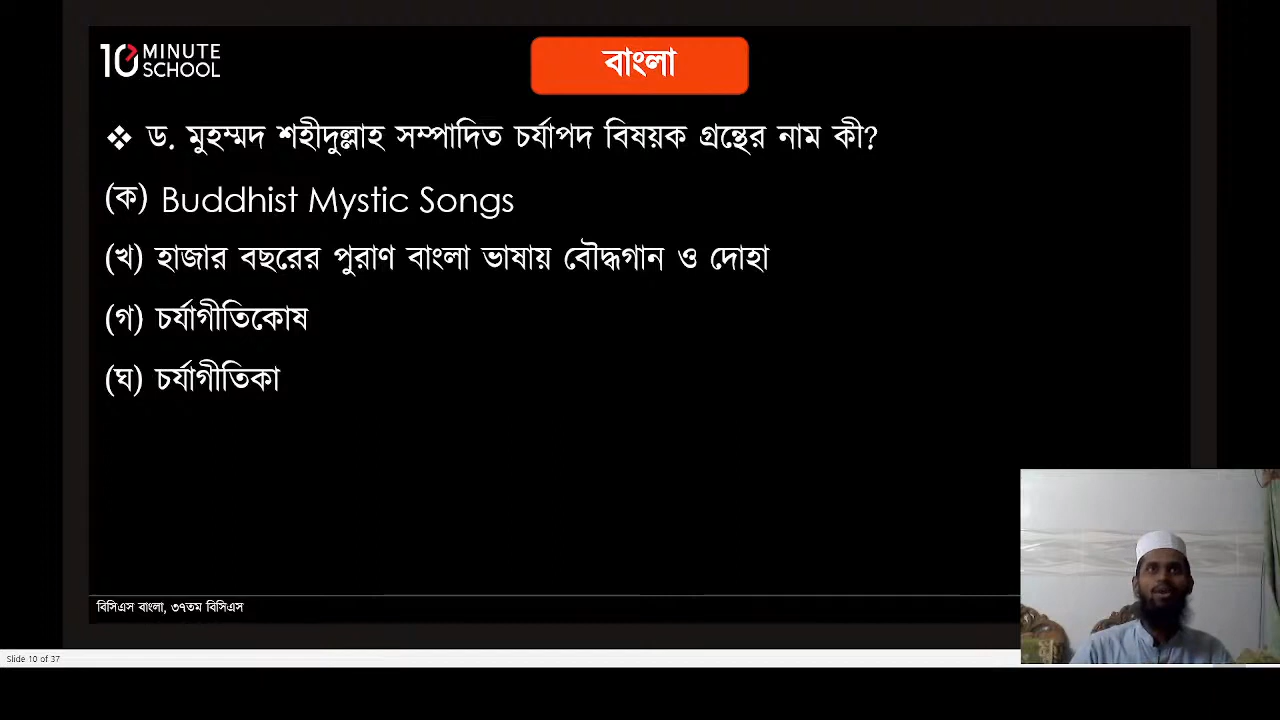 10 MINUTE SCHOOL
বাংলা
❖ ড. মুহম্মদ শহীদুল্লাহ সম্পাদিত চর্যাপদ বিষয়ক গ্রন্থের নাম কী?
(ক) Buddhist Mystic Songs
(খ) হাজার বছরের পুরাণ বাংলা ভাষায় বৌদ্ধগান ও দোহা
(গ) চর্যাগীতিকোষ
(ঘ) চর্যাগীতিকা
বিসিএস বাংলা, ৩৭তম বিসিএস
Slide 10 of 37